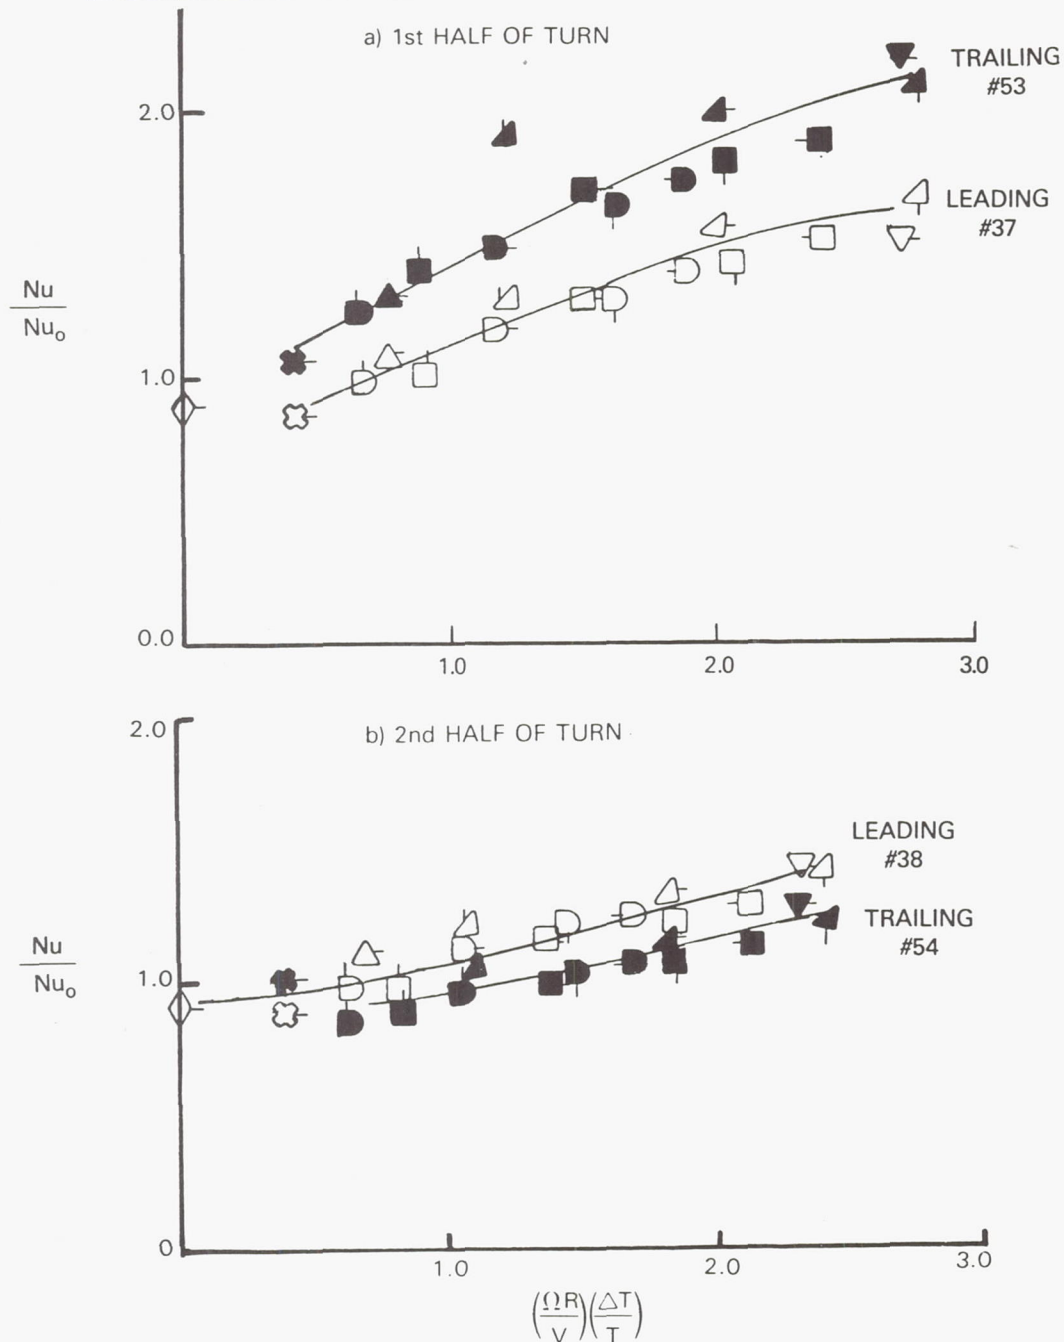 a) 1st HALF OF TURN
TRAILING
#53
2.0
LEADING
#37
Nu
Nuo
1.0
0.0
1.0
2.0
3.0
2.0
b) 2nd HALF OF TURN
LEADING
#38
TRAILING
#54
Nu
Nuo
1.0
0
1.0
2.0
3.0
(ΩR/V)(ΔT/T)